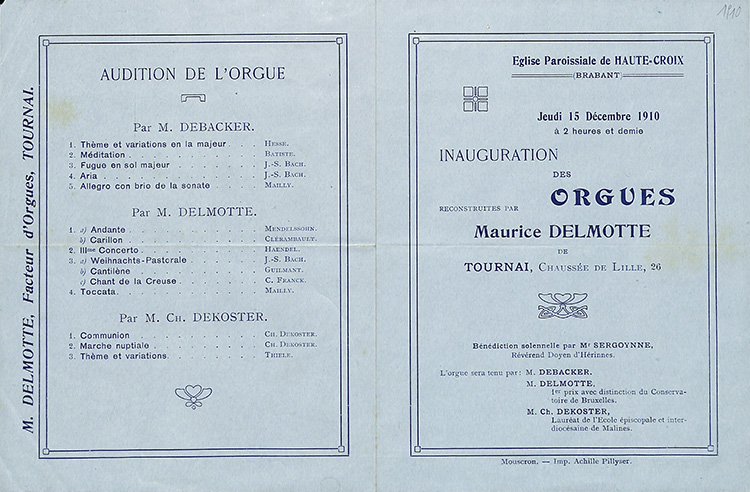 M. DELMOTTE, Facteur d'Orgues, TOURNAI.
AUDITION DE L'ORGUE
Par M. DEBACKER.
1. Thème et variations en la majeur . . . HESSE.
2. Méditation . . . . . . . . . . BATISTE.
3. Fugue en sol majeur . . . . . . . J.-S. BACH.
4. Aria . . . . . . . . . . . . J.-S. BACH.
5. Allegro con brio de la sonate . . . . MAILLY.
Par M. DELMOTTE.
1. a) Andante . . . . . . . . . . MENDELSSOHN.
b) Carillon . . . . . . . . . . CLÉRAMBAULT.
2. IIIme Concerto . . . . . . . . . HAENDEL.
3. a) Weihnachts-Pastorale . . . . . . J.-S. BACH.
b) Cantilène . . . . . . . . . GUILMANT.
c) Chant de la Creuse . . . . . . . C. FRANCK.
4. Toccata . . . . . . . . . . . MAILLY.
Par M. CH. DEKOSTER.
1. Communion . . . . . . . . . . CH. DEKOSTER.
2. Marche nuptiale . . . . . . . . CH. DEKOSTER.
3. Thème et variations . . . . . . . THIELE.
1910
Eglise Paroissiale de HAUTE-CROIX
(BRABANT)
Jeudi 15 Décembre 1910
à 2 heures et demie
INAUGURATION
DES
ORGUES
RECONSTRUITES PAR
Maurice DELMOTTE
DE
TOURNAI, CHAUSSÉE DE LILLE, 26
Bénédiction solennelle par Mr SERGOYNNE,
Révérend Doyen d'Hérinnes.
L'orgue sera tenu par : M. DEBACKER.
M. DELMOTTE,
1er prix avec distinction du Conserva-
toire de Bruxelles.
M. Ch. DEKOSTER,
Lauréat de l'Ecole épiscopale et inter-
diocésaine de Malines.
Mouscron. — Imp. Achille Pillyser.